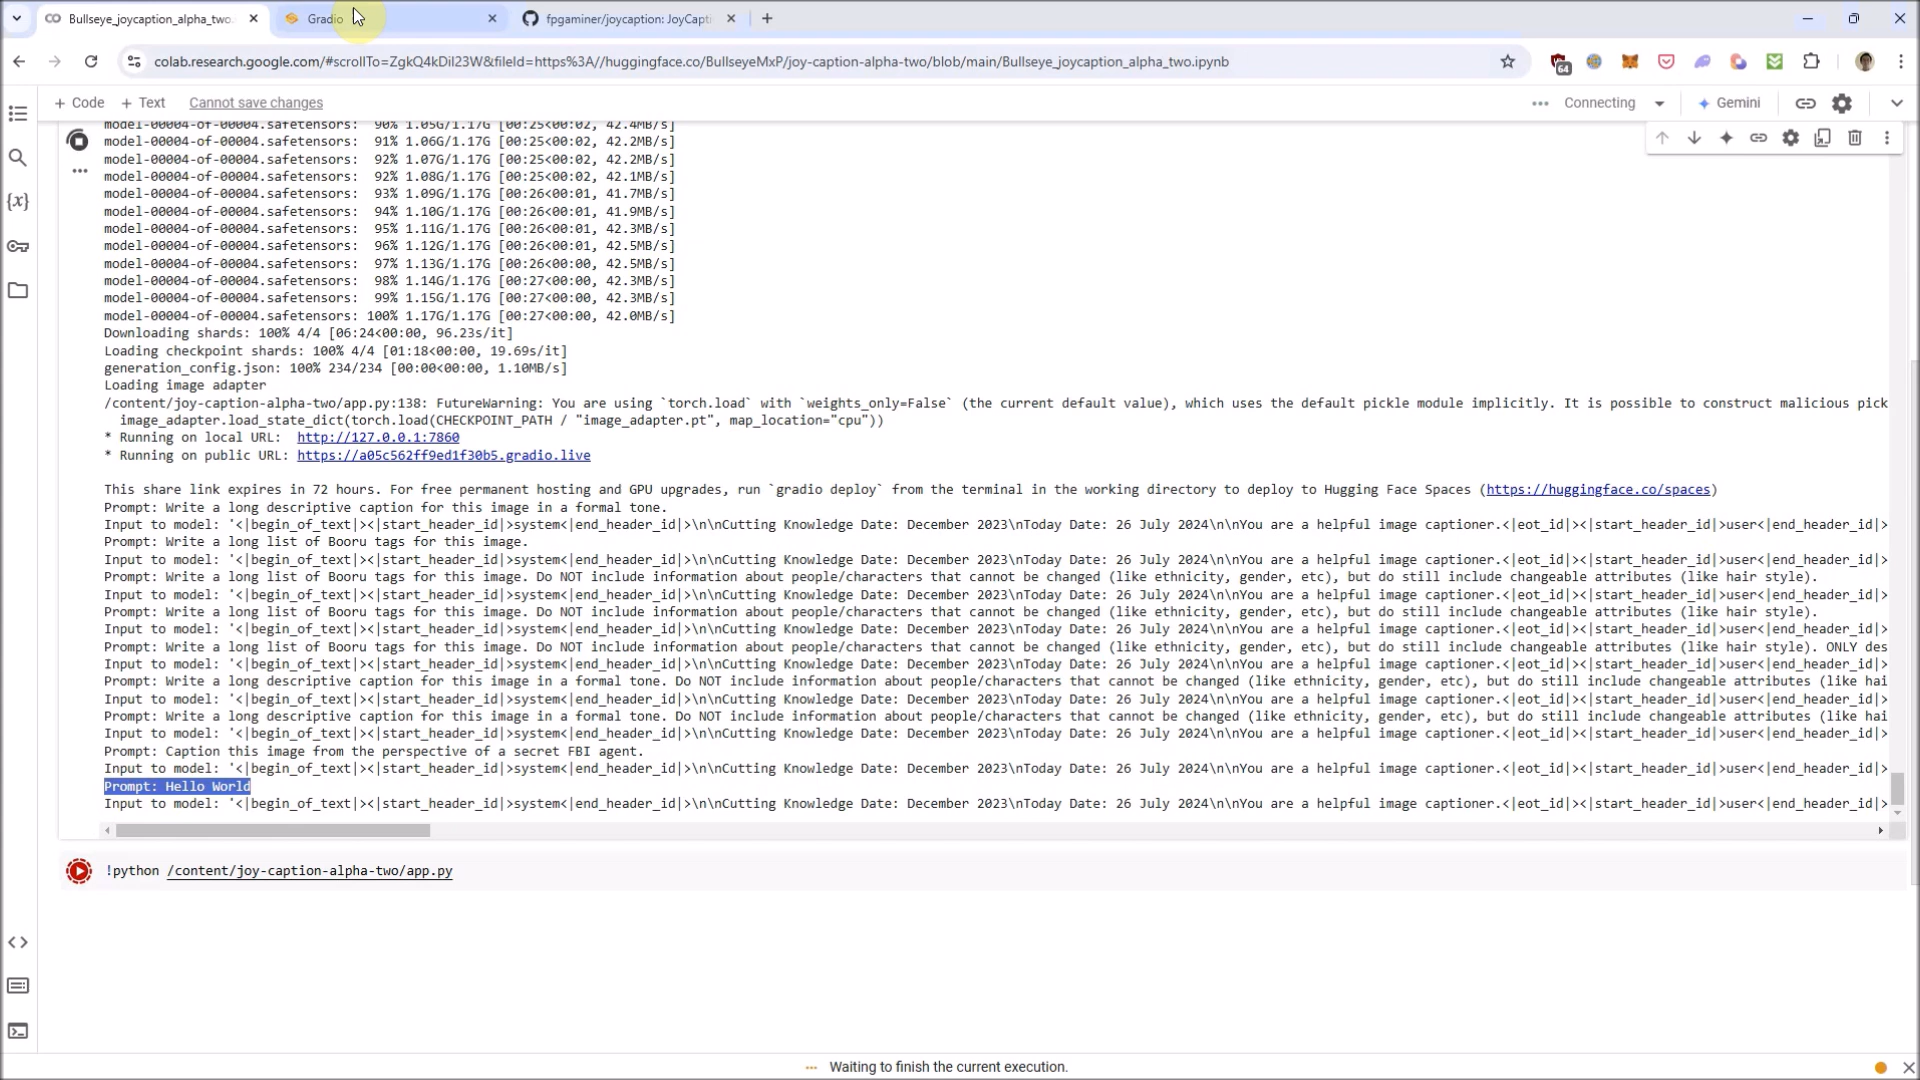 Bullseye_joycaption_alpha_two.
Gradio
fpgaminer/joycaption: JoyCapti
colab.research.google.com/#scrollTo=ZgkQ4kDiI23W&fileId=https%3A//huggingface.co/BullseyeMxP/joy-caption-alpha-two/blob/main/Bullseye_joycaption_alpha_two.ipynb
64
+ Code + Text Cannot save changes
Connecting
Gemini
model-00004-of-00004.safetensors: 90% 1.05G/1.17G [00:25<00:02, 42.4MB/s]
model-00004-of-00004.safetensors: 91% 1.06G/1.17G [00:25<00:02, 42.2MB/s]
model-00004-of-00004.safetensors: 92% 1.07G/1.17G [00:25<00:02, 42.2MB/s]
model-00004-of-00004.safetensors: 92% 1.08G/1.17G [00:25<00:02, 42.1MB/s]
model-00004-of-00004.safetensors: 93% 1.09G/1.17G [00:26<00:01, 41.7MB/s]
model-00004-of-00004.safetensors: 94% 1.10G/1.17G [00:26<00:01, 41.9MB/s]
model-00004-of-00004.safetensors: 95% 1.11G/1.17G [00:26<00:01, 42.3MB/s]
model-00004-of-00004.safetensors: 96% 1.12G/1.17G [00:26<00:01, 42.5MB/s]
model-00004-of-00004.safetensors: 97% 1.13G/1.17G [00:26<00:00, 42.5MB/s]
model-00004-of-00004.safetensors: 98% 1.14G/1.17G [00:27<00:00, 42.3MB/s]
model-00004-of-00004.safetensors: 99% 1.15G/1.17G [00:27<00:00, 42.3MB/s]
model-00004-of-00004.safetensors: 100% 1.17G/1.17G [00:27<00:00, 42.0MB/s]
Downloading shards: 100% 4/4 [06:24<00:00, 96.23s/it]
Loading checkpoint shards: 100% 4/4 [01:18<00:00, 19.69s/it]
generation_config.json: 100% 234/234 [00:00<00:00, 1.10MB/s]
Loading image adapter
/content/joy-caption-alpha-two/app.py:138: FutureWarning: You are using `torch.load` with `weights_only=False` (the current default value), which uses the default pickle module implicitly. It is possible to construct malicious pick
image_adapter.load_state_dict(torch.load(CHECKPOINT_PATH / "image_adapter.pt", map_location="cpu"))
* Running on local URL: http://127.0.0.1:7860
* Running on public URL: https://a05c562ff9ed1f30b5.gradio.live
This share link expires in 72 hours. For free permanent hosting and GPU upgrades, run `gradio deploy` from the terminal in the working directory to deploy to Hugging Face Spaces (https://huggingface.co/spaces)
Prompt: Write a long descriptive caption for this image in a formal tone.
Input to model: '<|begin_of_text|><|start_header_id|>system<|end_header_id|>\n\nCutting Knowledge Date: December 2023\nToday Date: 26 July 2024\n\nYou are a helpful image captioner.<|eot_id|><|start_header_id|>user<|end_header_id|>
Prompt: Write a long list of Booru tags for this image.
Input to model: '<|begin_of_text|><|start_header_id|>system<|end_header_id|>\n\nCutting Knowledge Date: December 2023\nToday Date: 26 July 2024\n\nYou are a helpful image captioner.<|eot_id|><|start_header_id|>user<|end_header_id|>
Prompt: Write a long list of Booru tags for this image. Do NOT include information about people/characters that cannot be changed (like ethnicity, gender, etc), but do still include changeable attributes (like hair style).
Input to model: '<|begin_of_text|><|start_header_id|>system<|end_header_id|>\n\nCutting Knowledge Date: December 2023\nToday Date: 26 July 2024\n\nYou are a helpful image captioner.<|eot_id|><|start_header_id|>user<|end_header_id|>
Prompt: Write a long list of Booru tags for this image. Do NOT include information about people/characters that cannot be changed (like ethnicity, gender, etc), but do still include changeable attributes (like hair style).
Input to model: '<|begin_of_text|><|start_header_id|>system<|end_header_id|>\n\nCutting Knowledge Date: December 2023\nToday Date: 26 July 2024\n\nYou are a helpful image captioner.<|eot_id|><|start_header_id|>user<|end_header_id|>
Prompt: Write a long list of Booru tags for this image. Do NOT include information about people/characters that cannot be changed (like ethnicity, gender, etc), but do still include changeable attributes (like hair style). ONLY des
Input to model: '<|begin_of_text|><|start_header_id|>system<|end_header_id|>\n\nCutting Knowledge Date: December 2023\nToday Date: 26 July 2024\n\nYou are a helpful image captioner.<|eot_id|><|start_header_id|>user<|end_header_id|>
Prompt: Write a long descriptive caption for this image in a formal tone. Do NOT include information about people/characters that cannot be changed (like ethnicity, gender, etc), but do still include changeable attributes (like hai
Input to model: '<|begin_of_text|><|start_header_id|>system<|end_header_id|>\n\nCutting Knowledge Date: December 2023\nToday Date: 26 July 2024\n\nYou are a helpful image captioner.<|eot_id|><|start_header_id|>user<|end_header_id|>
Prompt: Write a long descriptive caption for this image in a formal tone. Do NOT include information about people/characters that cannot be changed (like ethnicity, gender, etc), but do still include changeable attributes (like hai
Input to model: '<|begin_of_text|><|start_header_id|>system<|end_header_id|>\n\nCutting Knowledge Date: December 2023\nToday Date: 26 July 2024\n\nYou are a helpful image captioner.<|eot_id|><|start_header_id|>user<|end_header_id|>
Prompt: Caption this image from the perspective of a secret FBI agent.
Input to model: '<|begin_of_text|><|start_header_id|>system<|end_header_id|>\n\nCutting Knowledge Date: December 2023\nToday Date: 26 July 2024\n\nYou are a helpful image captioner.<|eot_id|><|start_header_id|>user<|end_header_id|>
Prompt: Hello World
Input to model: '<|begin_of_text|><|start_header_id|>system<|end_header_id|>\n\nCutting Knowledge Date: December 2023\nToday Date: 26 July 2024\n\nYou are a helpful image captioner.<|eot_id|><|start_header_id|>user<|end_header_id|>
!python /content/joy-caption-alpha-two/app.py
Waiting to finish the current execution.